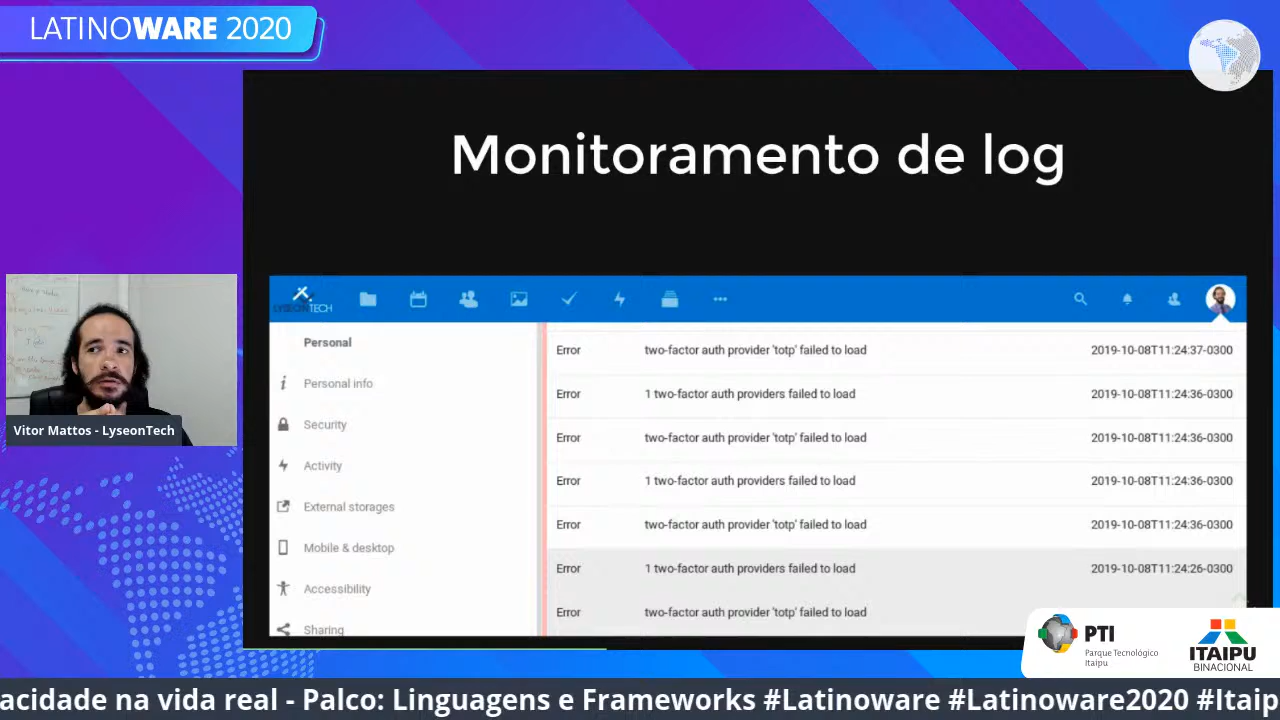 LATINOWARE 2020
Monitoramento de log
LYSEONTECH
Personal
Personal info
Security
Activity
External storages
Mobile & desktop
Accessibility
Sharing
Error two-factor auth provider 'totp' failed to load 2019-10-08T11:24:37-0300
Error 1 two-factor auth providers failed to load 2019-10-08T11:24:36-0300
Error two-factor auth provider 'totp' failed to load 2019-10-08T11:24:36-0300
Error 1 two-factor auth providers failed to load 2019-10-08T11:24:36-0300
Error two-factor auth provider 'totp' failed to load 2019-10-08T11:24:36-0300
Error 1 two-factor auth providers failed to load 2019-10-08T11:24:26-0300
Error two-factor auth provider 'totp' failed to load
Vitor Mattos - LyseonTech
PTI
Parque Tecnológico
Itaipu
ITAIPU
BINACIONAL
acidade na vida real - Palco: Linguagens e Frameworks #Latinoware #Latinoware2020 #Itaip